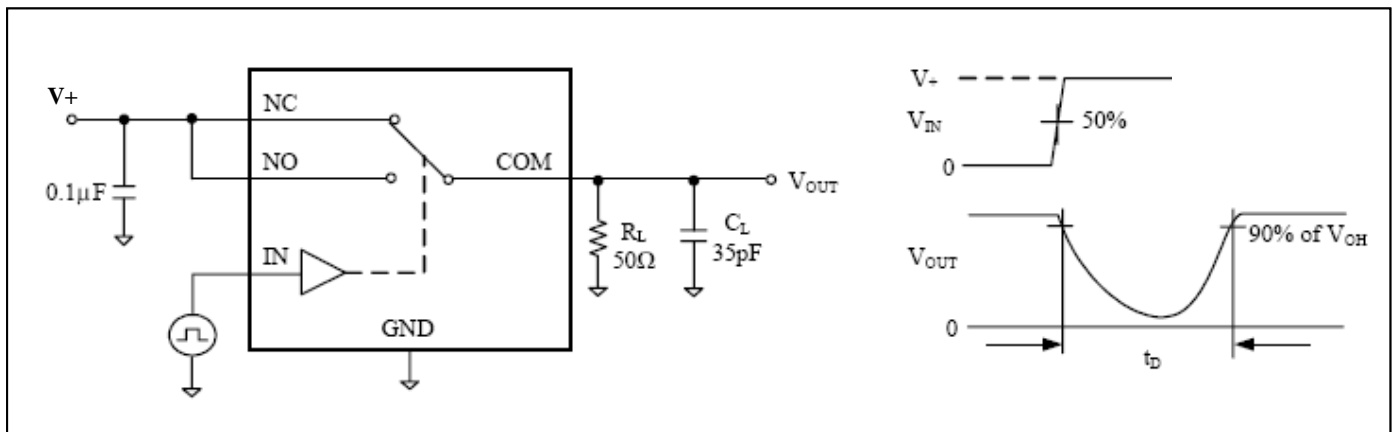 V+
NC
NO
COM
0.1µF
IN
GND
R_L
50Ω
C_L
35pF
V_OUT
V+
V_IN
50%
0
90% of V_OH
V_OUT
0
t_D